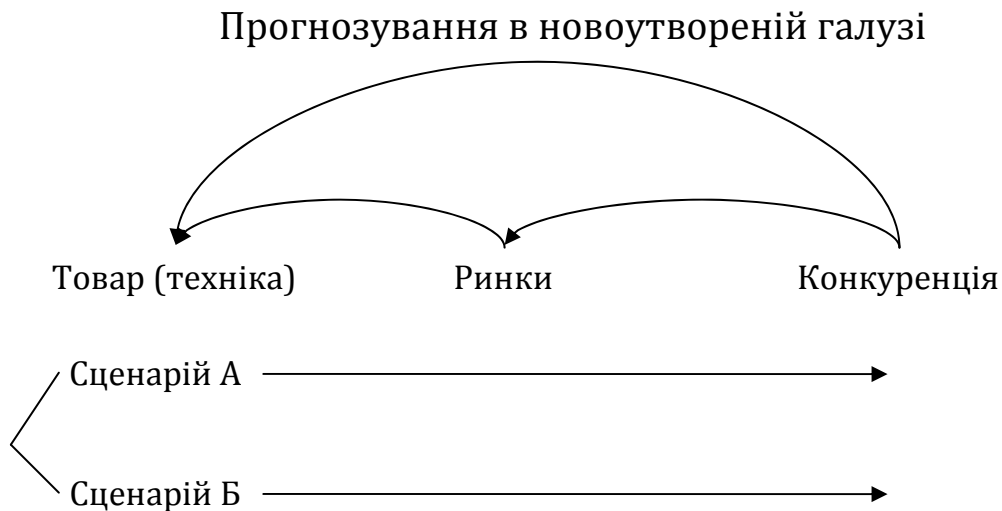 Прогнозування в новоутвореній галузі
Товар (техніка) Ринки Конкуренція
Сценарій А
Сценарій Б